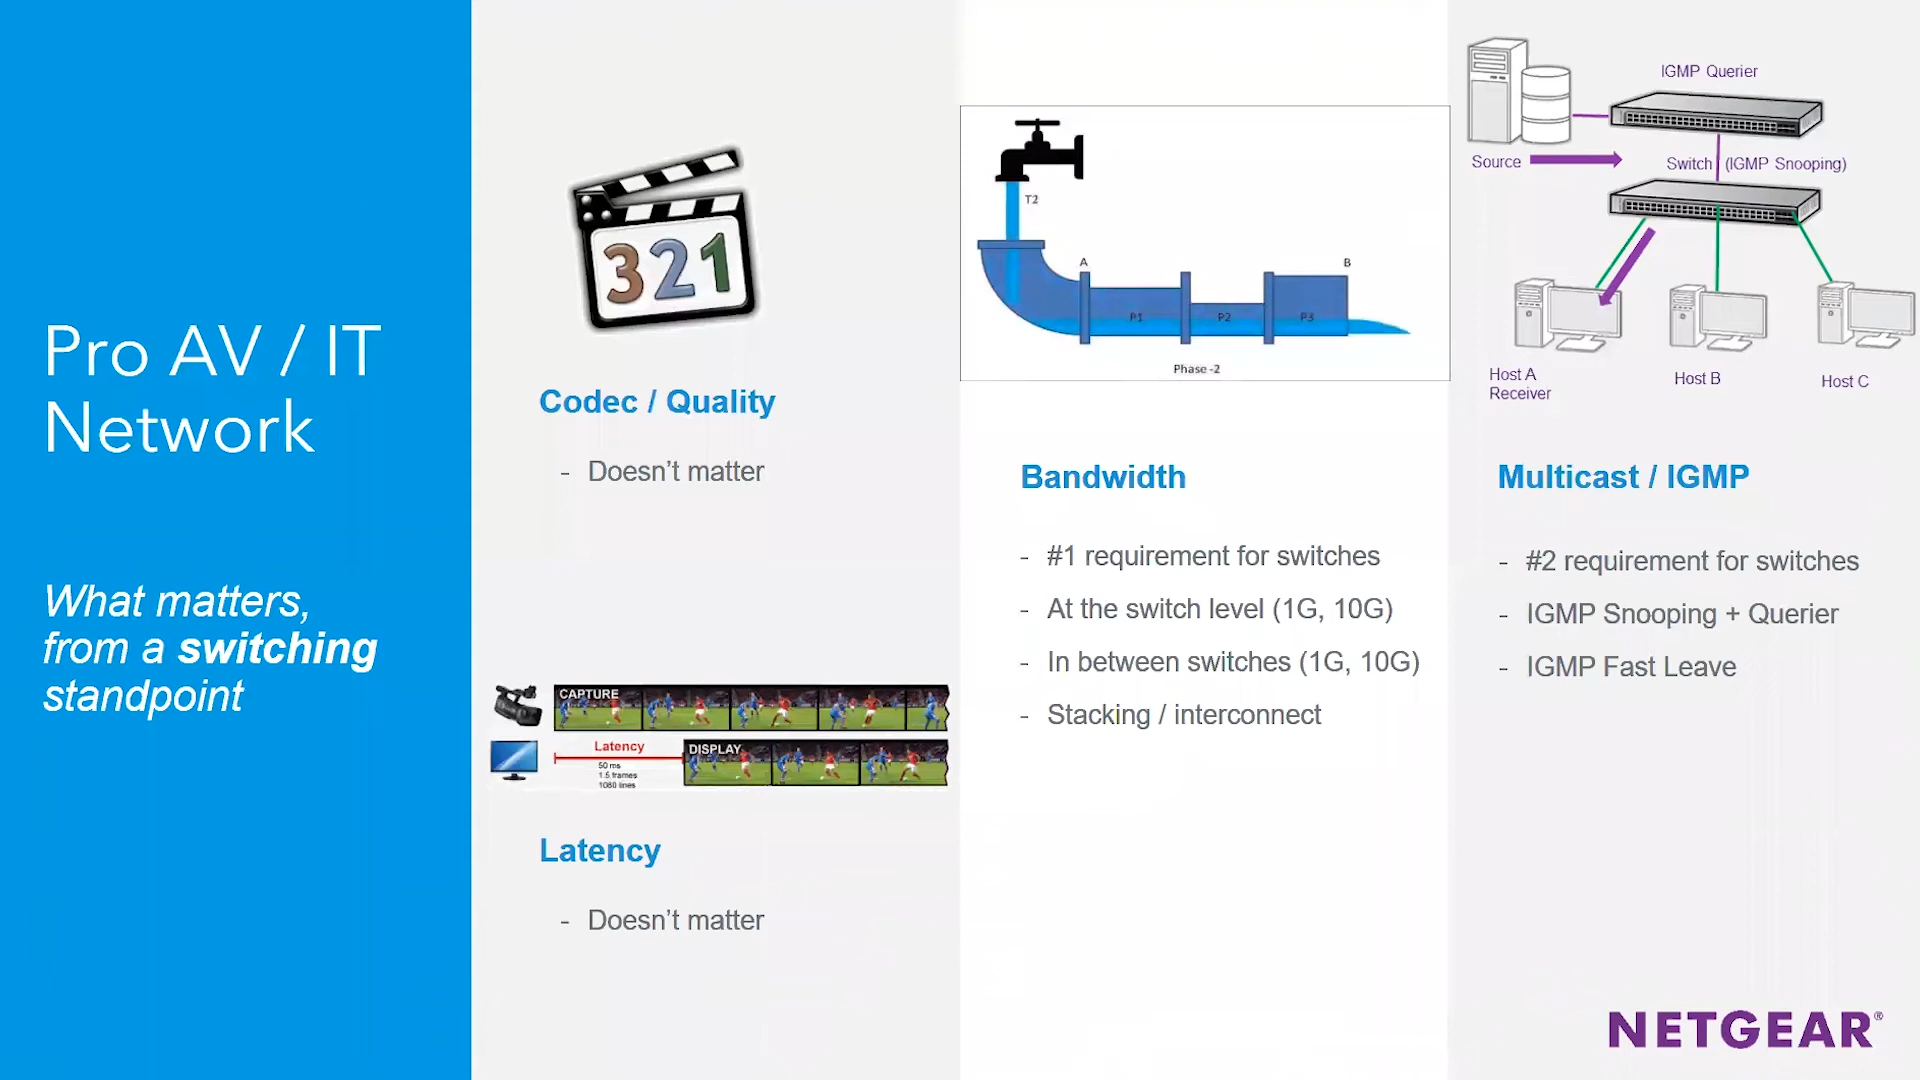 Pro AV / IT
Network
What matters,
from a switching
standpoint
321
Codec / Quality
- Doesn't matter
CAPTURE
Latency
50 ms
1.5 frames
1080 lines
DISPLAY
Latency
- Doesn't matter
T2
A
B
P1
P2
P3
Phase -2
Bandwidth
- #1 requirement for switches
- At the switch level (1G, 10G)
- In between switches (1G, 10G)
- Stacking / interconnect
IGMP Querier
Source
Switch (IGMP Snooping)
Host A
Receiver
Host B
Host C
Multicast / IGMP
- #2 requirement for switches
- IGMP Snooping + Querier
- IGMP Fast Leave
NETGEAR®